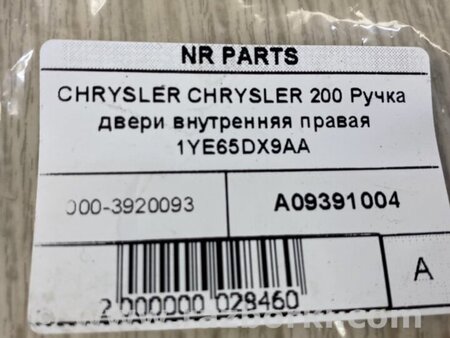 NR PARTS
CHRYSLER CHRYSLER 200 Ручка
двери внутренняя правая
1YE65DX9AA
000-3920093
A09391004
A
2 000000 028460